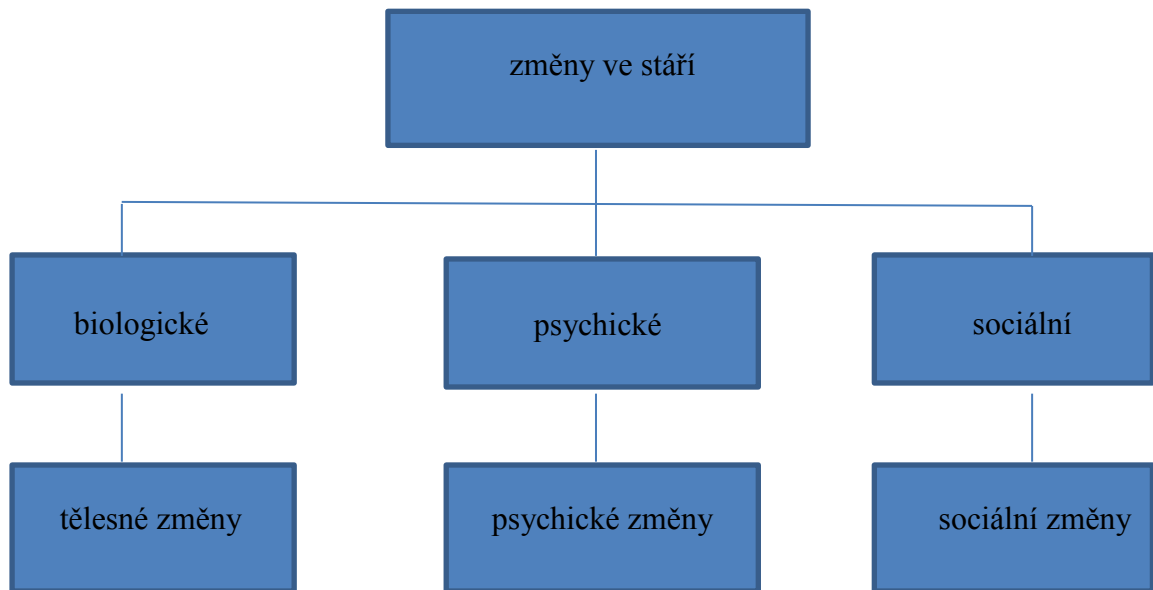 změny ve stáří
biologické
psychické
sociální
tělesné změny
psychické změny
sociální změny